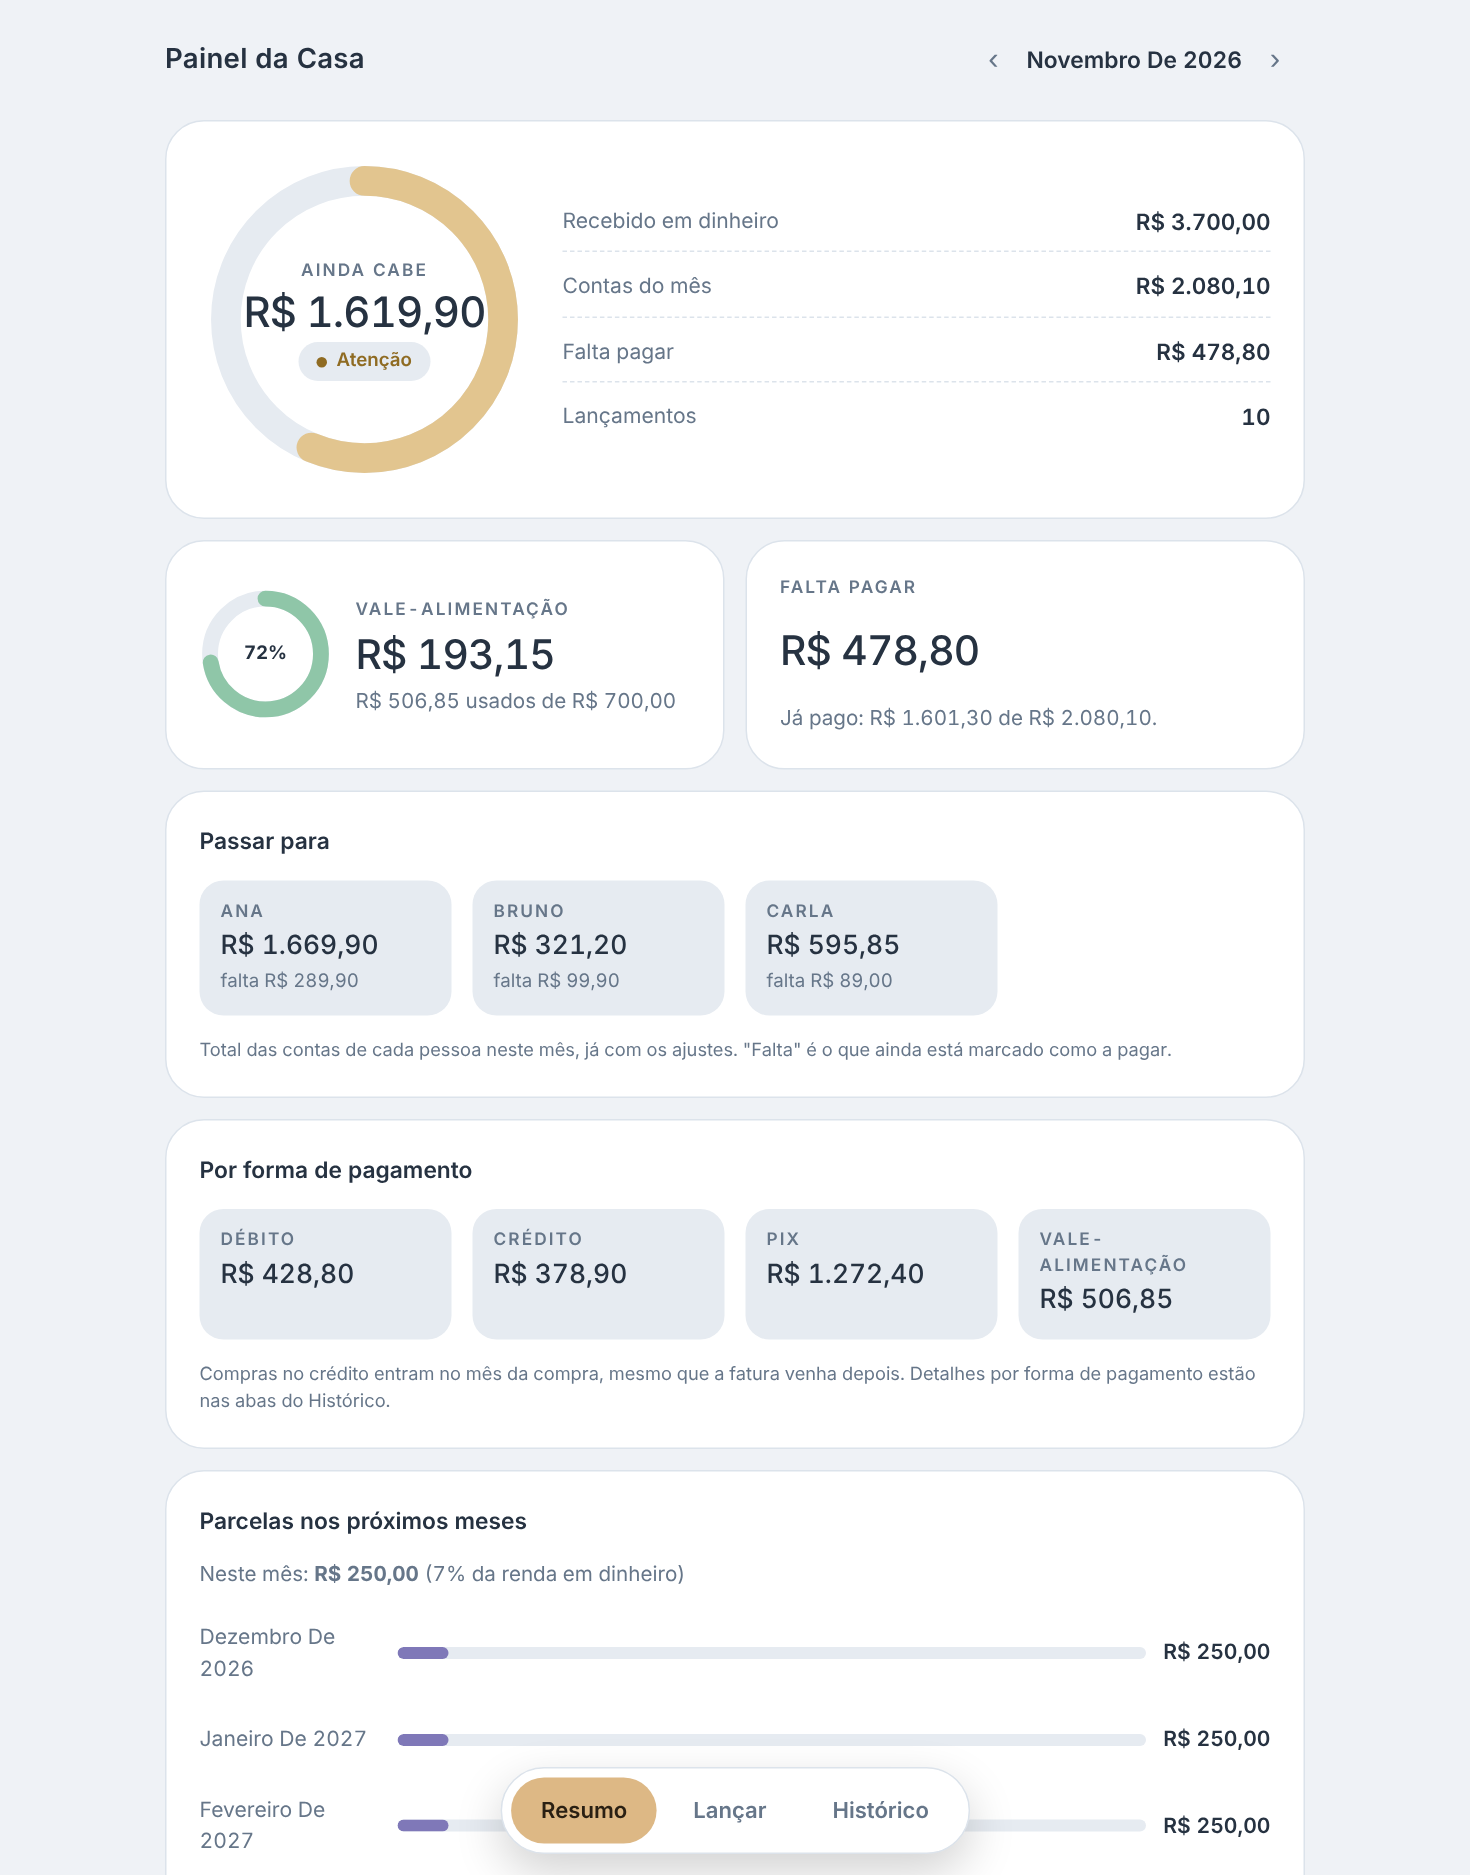 Painel da Casa
‹ Novembro De 2026 ›
AINDA CABE
R$ 1.619,90
Atenção
Recebido em dinheiro R$ 3.700,00
Contas do mês R$ 2.080,10
Falta pagar R$ 478,80
Lançamentos 10
72%
VALE-ALIMENTAÇÃO
R$ 193,15
R$ 506,85 usados de R$ 700,00
FALTA PAGAR
R$ 478,80
Já pago: R$ 1.601,30 de R$ 2.080,10.
Passar para
ANA
R$ 1.669,90
falta R$ 289,90
BRUNO
R$ 321,20
falta R$ 99,90
CARLA
R$ 595,85
falta R$ 89,00
Total das contas de cada pessoa neste mês, já com os ajustes. "Falta" é o que ainda está marcado como a pagar.
Por forma de pagamento
DÉBITO
R$ 428,80
CRÉDITO
R$ 378,90
PIX
R$ 1.272,40
VALE-
ALIMENTAÇÃO
R$ 506,85
Compras no crédito entram no mês da compra, mesmo que a fatura venha depois. Detalhes por forma de pagamento estão
nas abas do Histórico.
Parcelas nos próximos meses
Neste mês: R$ 250,00 (7% da renda em dinheiro)
Dezembro De
2026
R$ 250,00
Janeiro De 2027 R$ 250,00
Fevereiro De
2027
R$ 250,00
Resumo Lançar Histórico